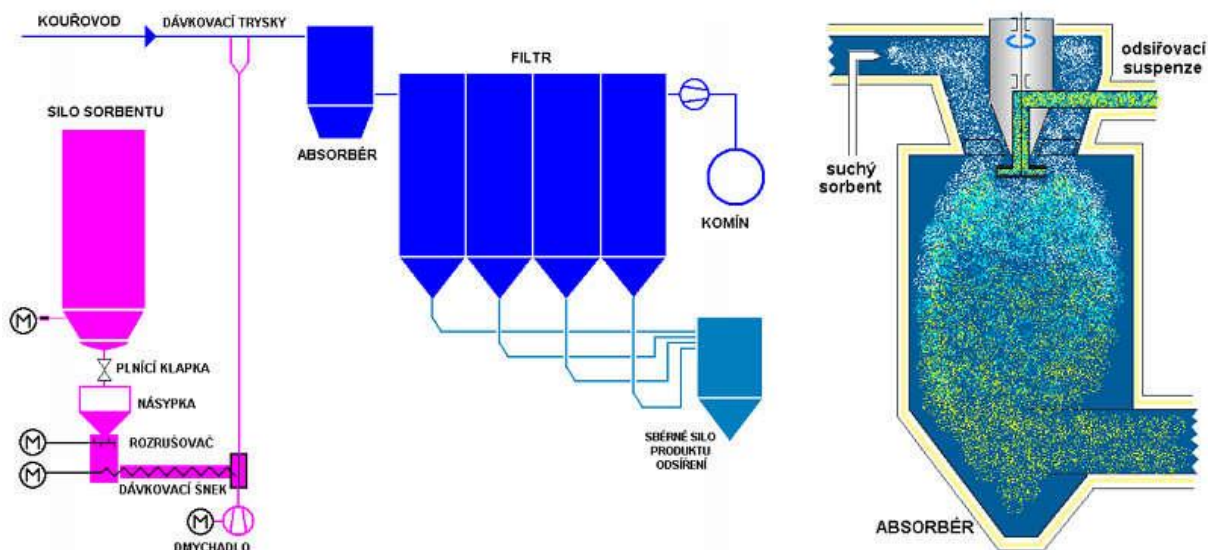 KOUŘOVOD
DÁVKOVACÍ TRYSKY
FILTR
SILO SORBENTU
ABSORBÉR
KOMÍN
M
PLNÍCÍ KLAPKA
NÁSYPKA
M
ROZRUŠOVAČ
M
DÁVKOVACÍ ŠNEK
M
DMYCHADLO
SBĚRNÉ SILO
PRODUKTU
ODSÍŘENÍ
odsiřovací
suspenze
suchý
sorbent
ABSORBÉR